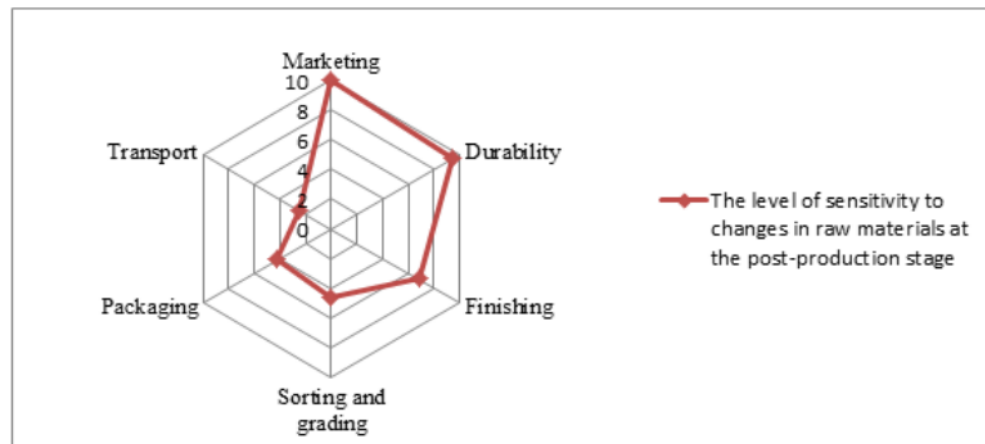 Marketing
10
8
6
4
2
0
Transport
Durability
Packaging
Finishing
Sorting and
grading
The level of sensitivity to
changes in raw materials at
the post-production stage